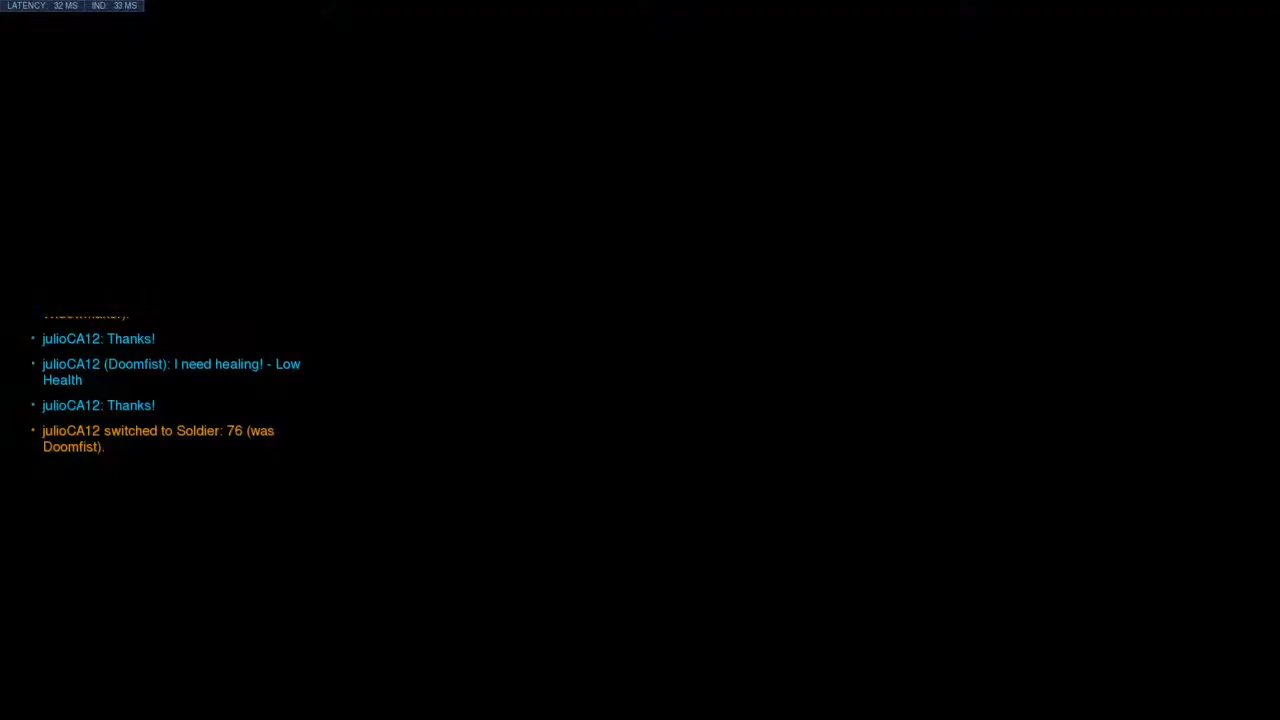 LATENCY: 32 MS IND: 33 MS
julioCA12: Thanks!
julioCA12 (Doomfist): I need healing! - Low
Health
julioCA12: Thanks!
julioCA12 switched to Soldier: 76 (was
Doomfist).